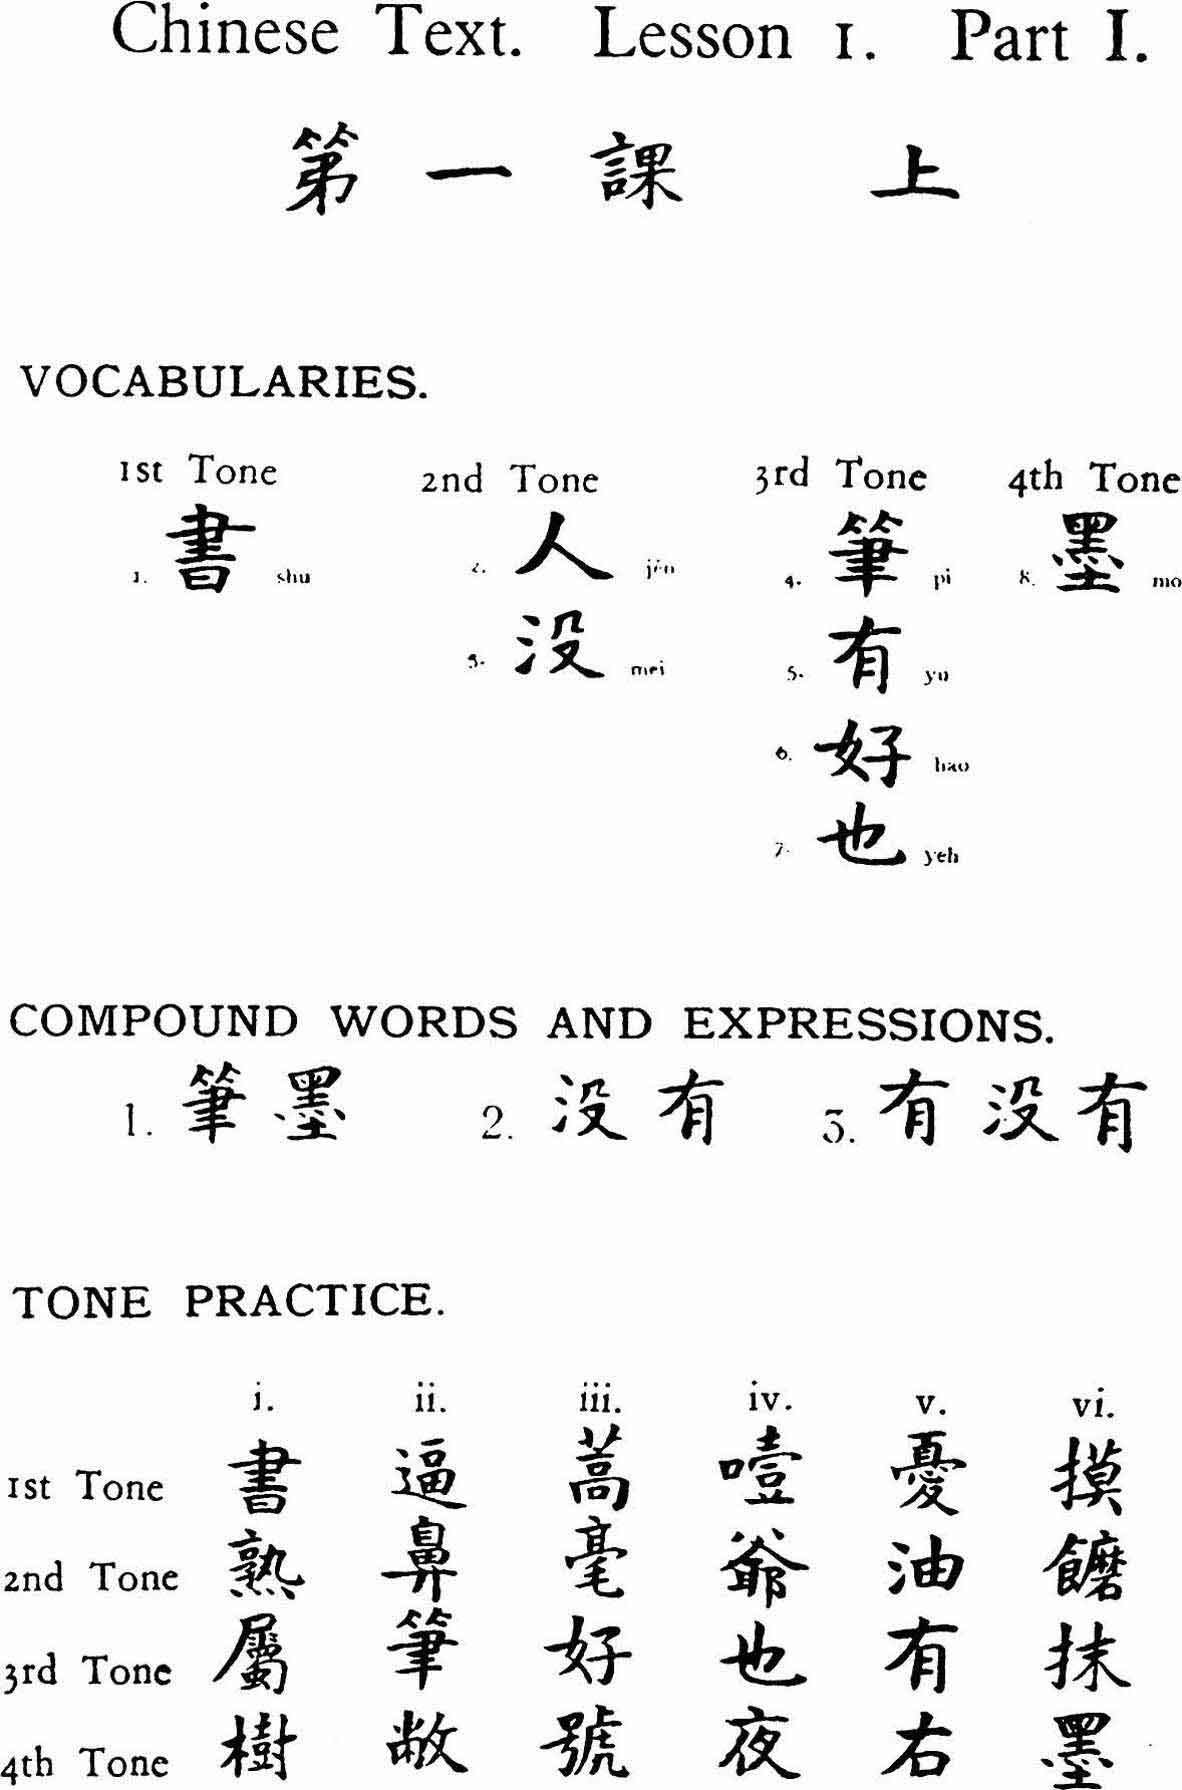 Chinese Text. Lesson 1. Part I.
第一課 上
VOCABULARIES.
1st Tone 2nd Tone 3rd Tone 4th Tone
1. 書 shu 2. 人 jên 4. 筆 pi 8. 墨 mo
3. 没 mei 5. 有 yu
6. 好 hao
7. 也 yeh
COMPOUND WORDS AND EXPRESSIONS.
1. 筆墨 2. 没有 3. 有没有
TONE PRACTICE.
i. ii. iii. iv. v. vi.
1st Tone 書 逼 蒿 噎 憂 摸
2nd Tone 熟 鼻 毫 爺 油 饝
3rd Tone 屬 筆 好 也 有 抹
4th Tone 樹 敝 號 夜 右 墨